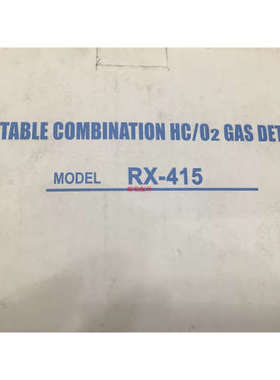 TABLE COMBINATION HC/O₂ GAS DET
MODEL RX-415